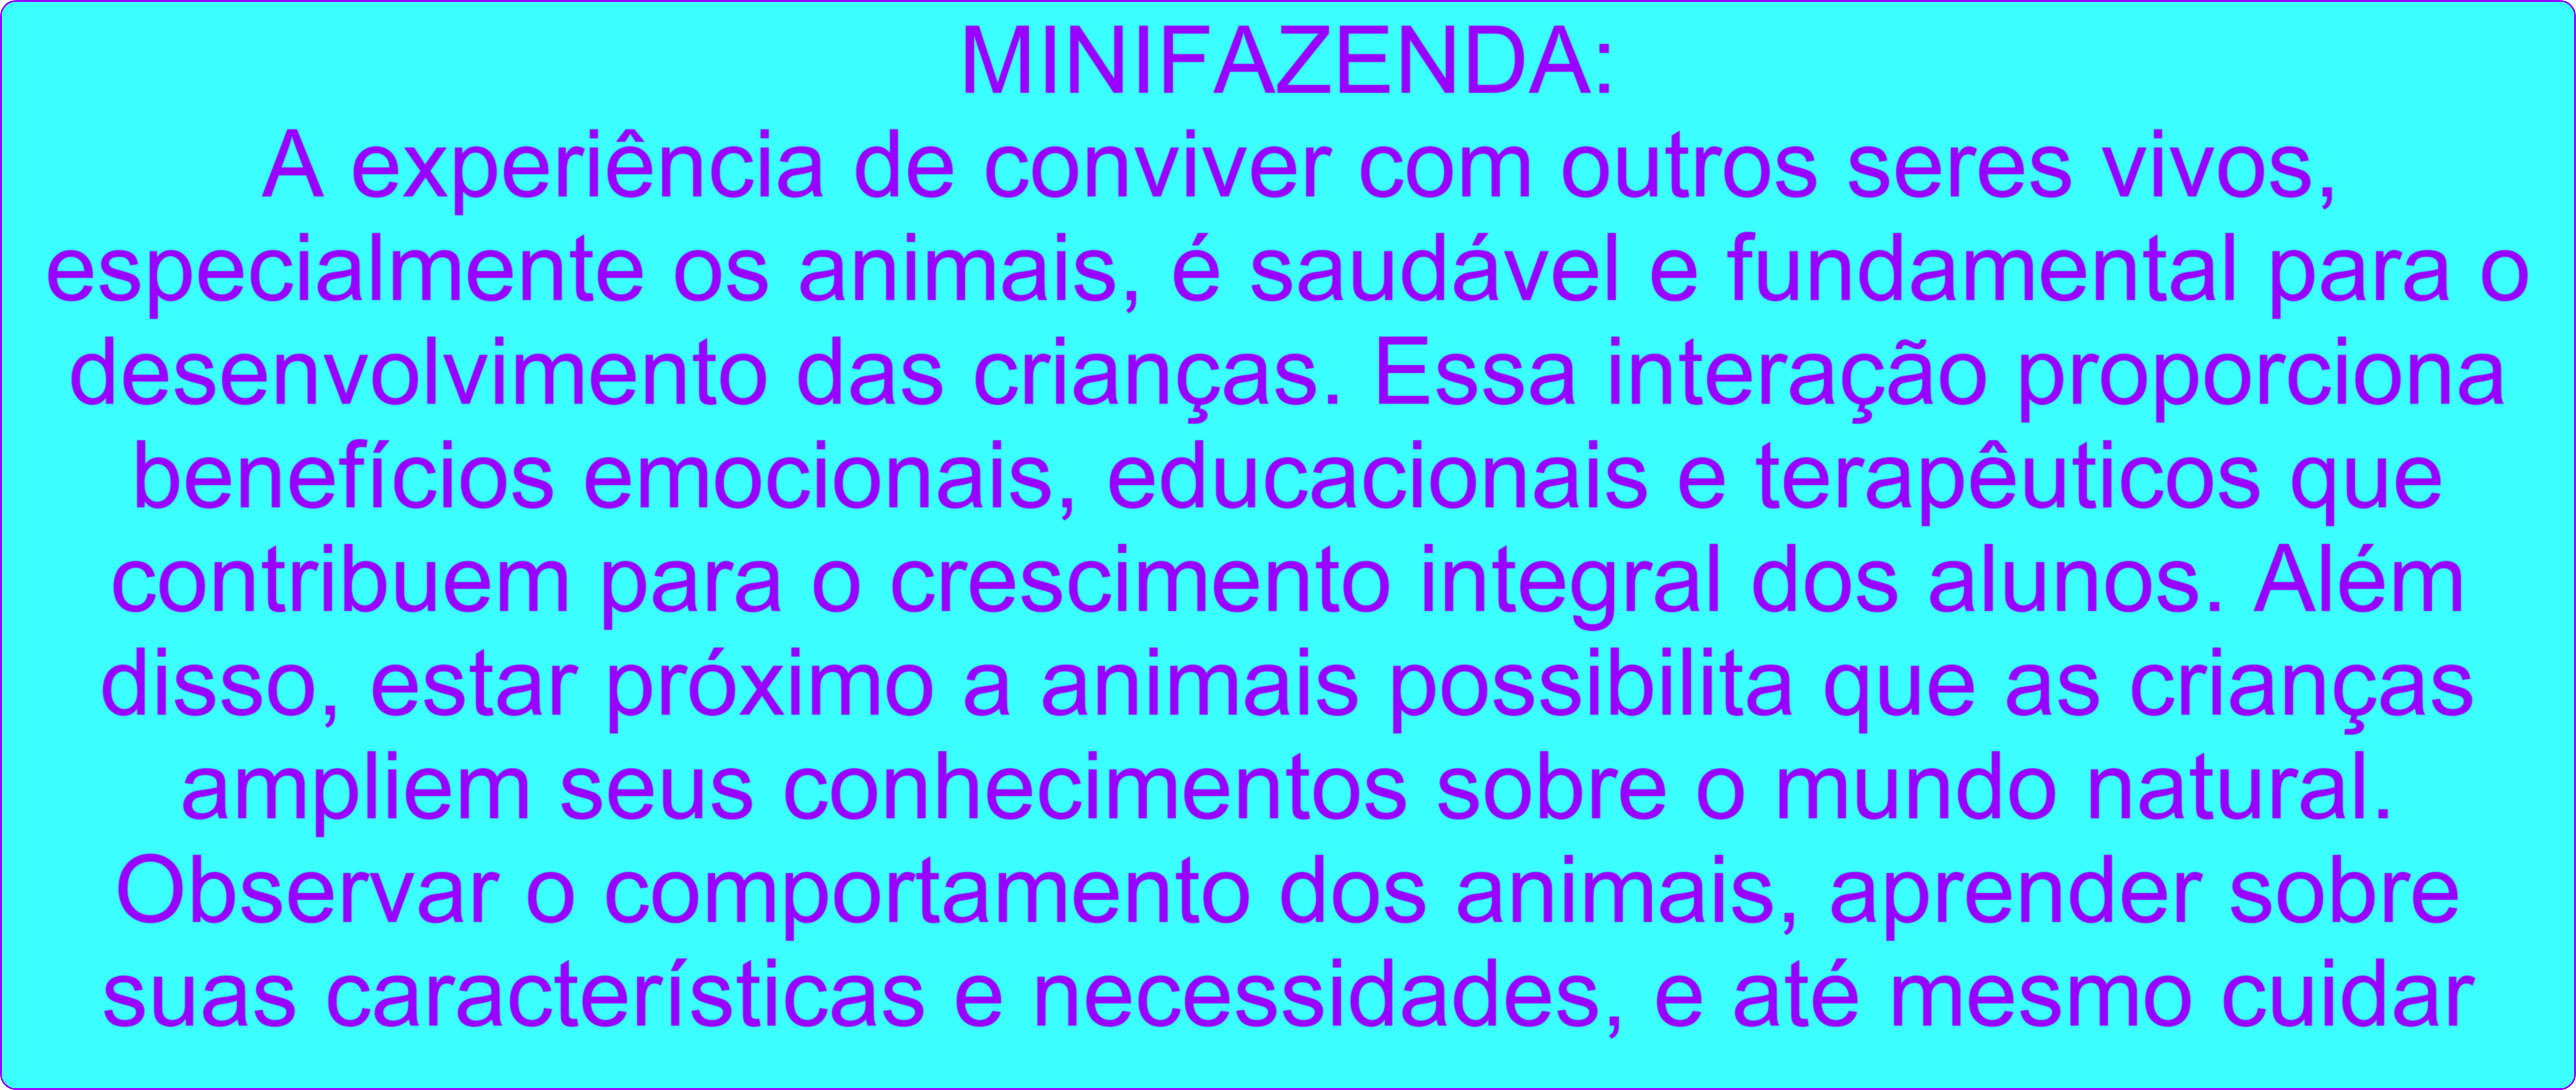 MINIFAZENDA:
A experiência de conviver com outros seres vivos,
especialmente os animais, é saudável e fundamental para o
desenvolvimento das crianças. Essa interação proporciona
benefícios emocionais, educacionais e terapêuticos que
contribuem para o crescimento integral dos alunos. Além
disso, estar próximo a animais possibilita que as crianças
ampliem seus conhecimentos sobre o mundo natural.
Observar o comportamento dos animais, aprender sobre
suas características e necessidades, e até mesmo cuidar